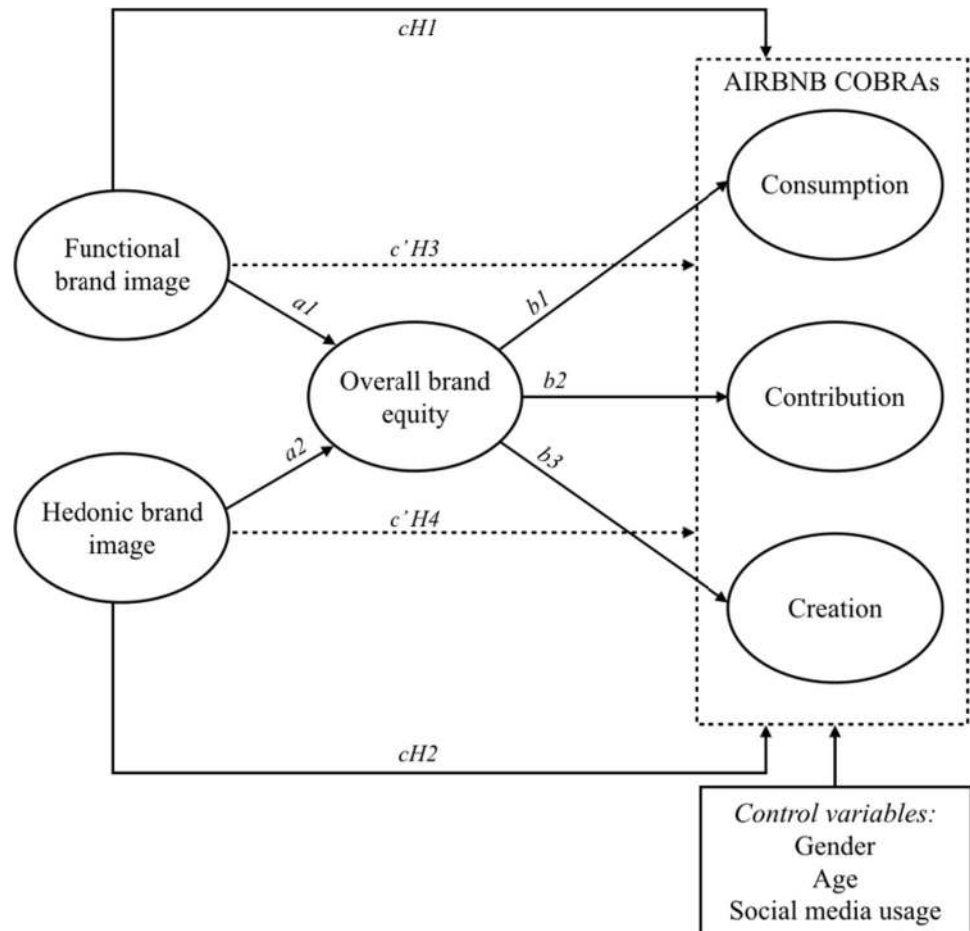 cH1
AIRBNB COBRAs
Consumption
Functional
brand image
c’H3
a1
b1
Overall brand
equity
b2
Contribution
a2
b3
Hedonic brand
image
c’H4
Creation
cH2
Control variables:
Gender
Age
Social media usage